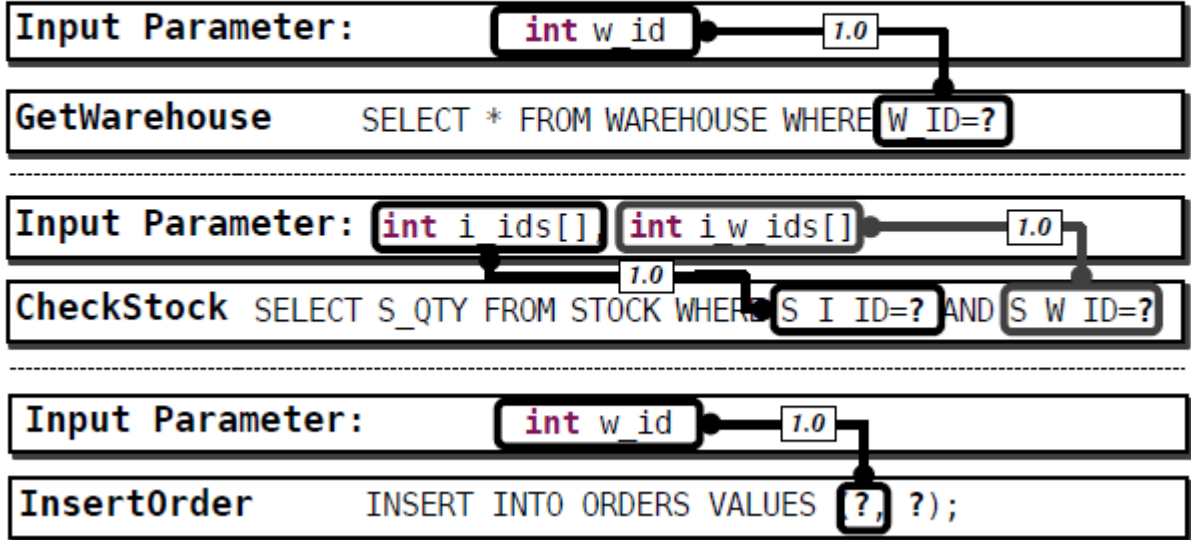 Input Parameter: int w_id 1.0
GetWarehouse SELECT * FROM WAREHOUSE WHERE W_ID=?
Input Parameter: int i_ids[], int i_w_ids[] 1.0
1.0
CheckStock SELECT S_QTY FROM STOCK WHERE S_I_ID=? AND S_W_ID=?
Input Parameter: int w_id 1.0
InsertOrder INSERT INTO ORDERS VALUES (?, ?);